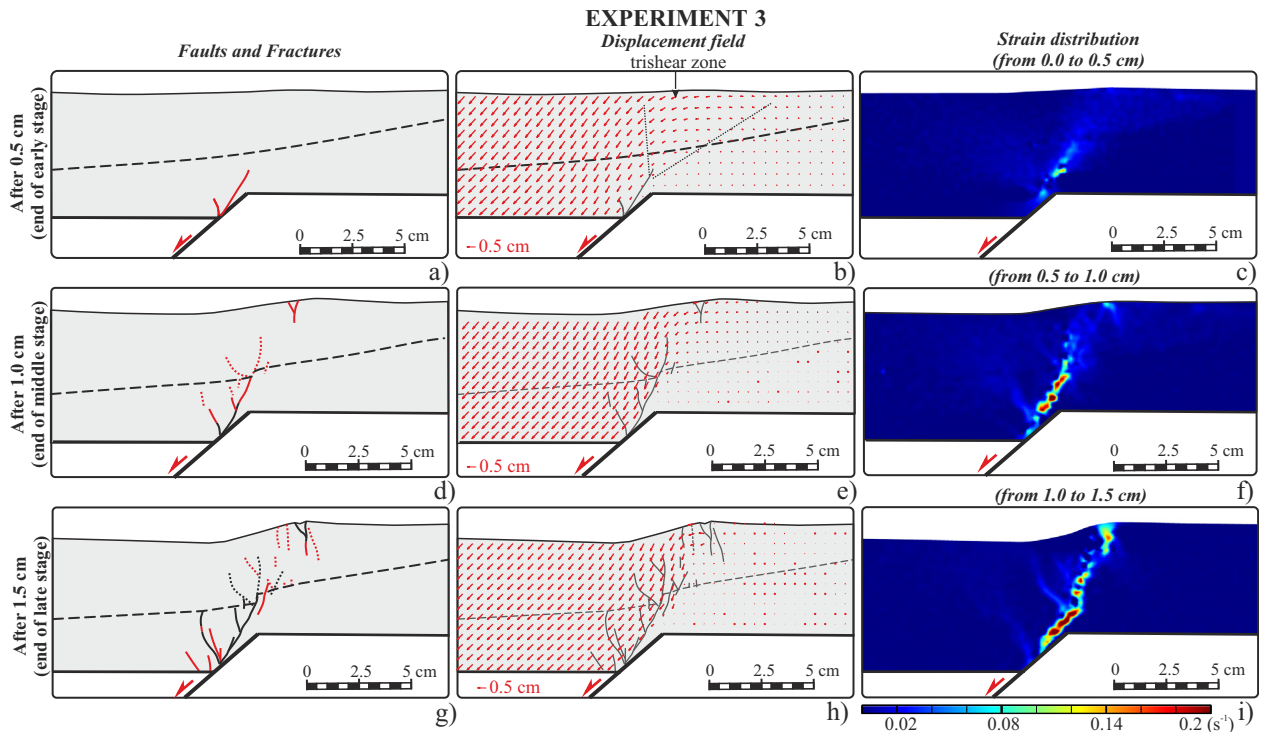 EXPERIMENT 3
Faults and Fractures
Displacement field
trishear zone
Strain distribution
(from 0.0 to 0.5 cm)
After 0.5 cm
(end of early stage)
0 2.5 5 cm
a)
0.5 cm
0 2.5 5 cm
b)
0 2.5 5 cm
c)
(from 0.5 to 1.0 cm)
After 1.0 cm
(end of middle stage)
0 2.5 5 cm
d)
0.5 cm
0 2.5 5 cm
e)
0 2.5 5 cm
f)
(from 1.0 to 1.5 cm)
After 1.5 cm
(end of late stage)
0 2.5 5 cm
g)
0.5 cm
0 2.5 5 cm
h)
0 2.5 5 cm
i)
0.02 0.08 0.14 0.2 (s⁻¹)